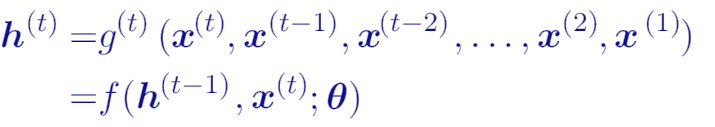 h^{(t)} = g^{(t)} (x^{(t)}, x^{(t-1)}, x^{(t-2)}, . . . , x^{(2)}, x^{(1)})
= f (h^{(t-1)}, x^{(t)}; θ)